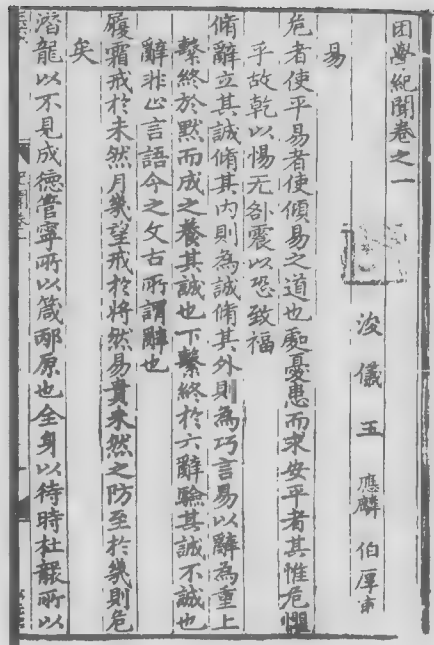 困學紀聞卷之一
浚儀王應麟伯厚甫
易
危者使平易者使傾易之道也處憂患而求安平者其惟危懼
乎故乾以惕无咎震以恐致福
脩辭立其誠脩其内則為誠脩其外則為巧言易以辭為重上
繫終於默而成之養其誠也下繫終於六辭驗其誠不誠也
辭非止言語今之文古所謂辭也
履霜戒於未然月幾望戒於將然易貴未然之防至於幾則危
矣
潛龍以不見成德管寧所以箴邴原也全身以待時杜襲所以